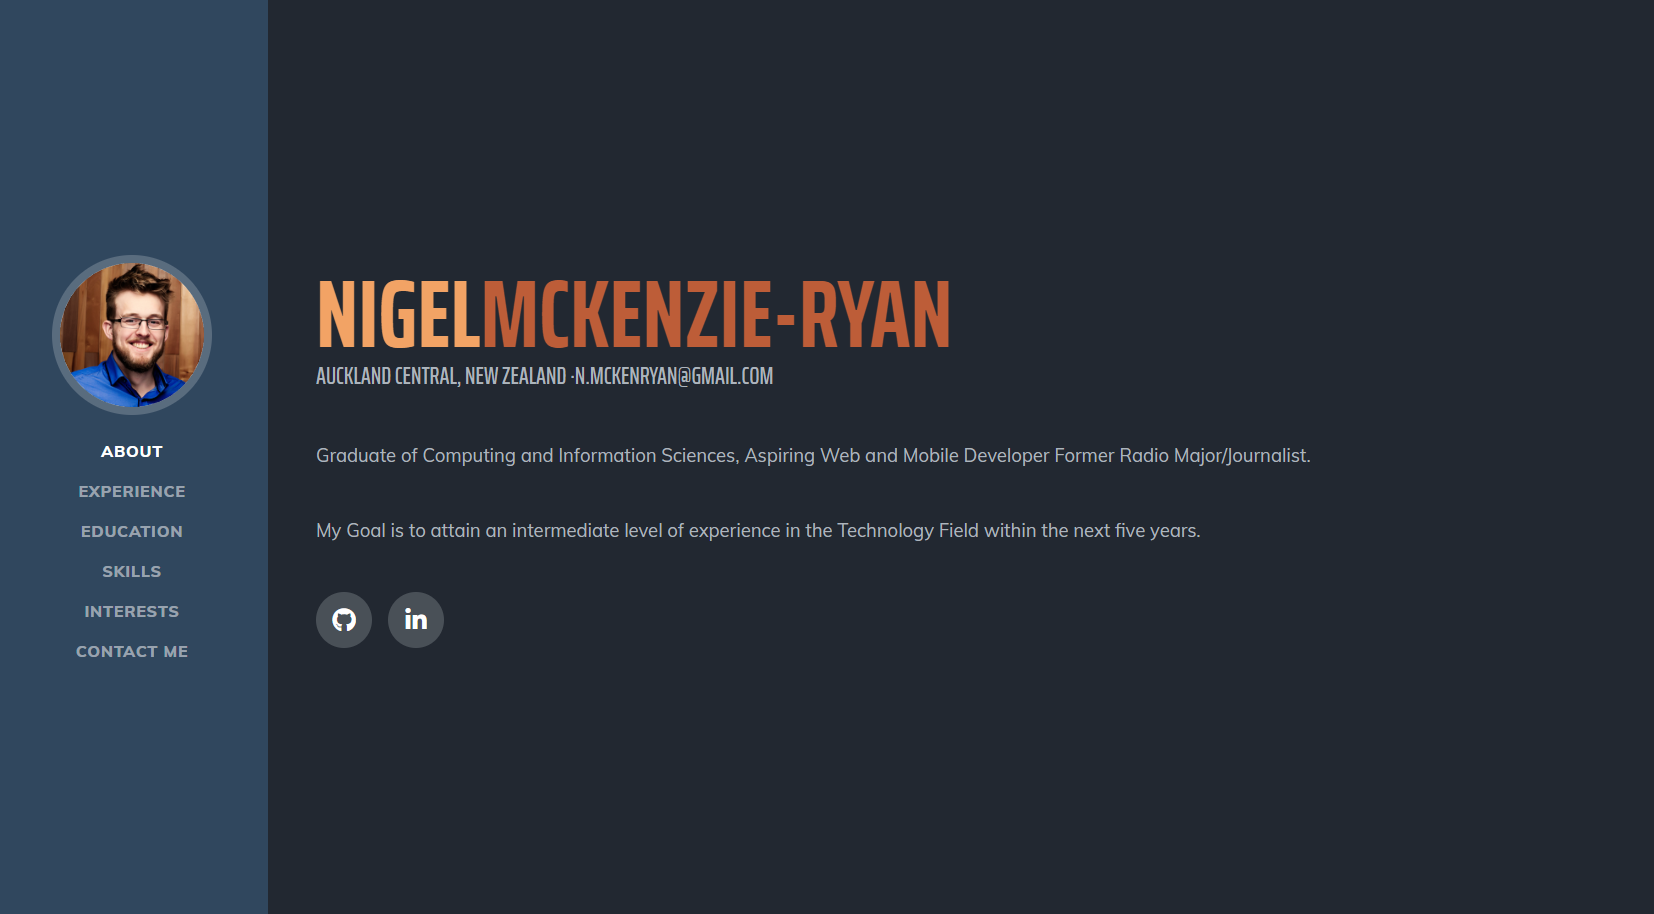 ABOUT
EXPERIENCE
EDUCATION
SKILLS
INTERESTS
CONTACT ME
NIGELMCKENZIE-RYAN
AUCKLAND CENTRAL, NEW ZEALAND ·N.MCKENRYAN@GMAIL.COM
Graduate of Computing and Information Sciences, Aspiring Web and Mobile Developer Former Radio Major/Journalist.
My Goal is to attain an intermediate level of experience in the Technology Field within the next five years.
in